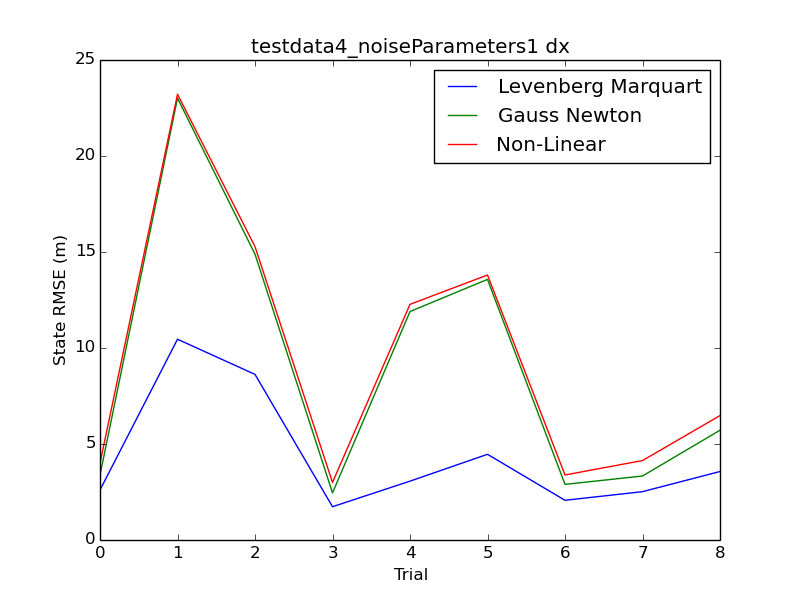 testdata4_noiseParameters1 dx
Levenberg Marquart
Gauss Newton
Non-Linear
State RMSE (m)
25
20
15
10
5
0
0 1 2 3 4 5 6 7 8
Trial